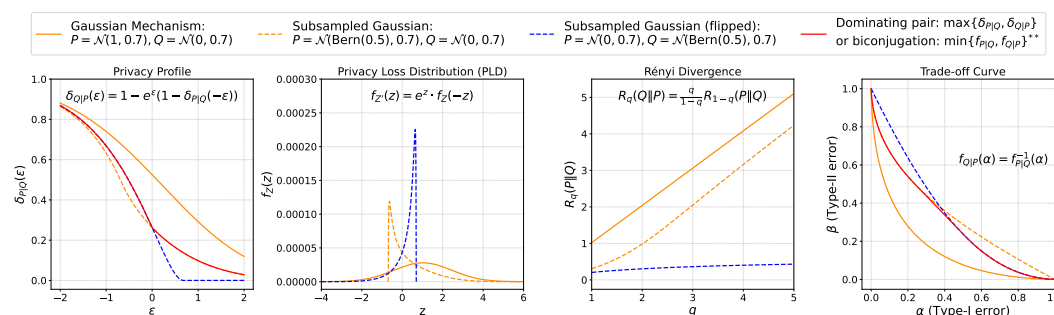 Gaussian Mechanism:
P = 𝒩(1, 0.7), Q = 𝒩(0, 0.7)
Subsampled Gaussian:
P = 𝒩(Bern(0.5), 0.7), Q = 𝒩(0, 0.7)
Subsampled Gaussian (flipped):
P = 𝒩(0, 0.7), Q = 𝒩(Bern(0.5), 0.7)
Dominating pair: max{δ_{P|Q}, δ_{Q|P}}
or biconjugation: min{f_{P|Q}, f_{Q|P}}**
Privacy Profile
δ_{Q|P}(ε) = 1 − e^ε(1 − δ_{P|Q}(−ε))
δ_{P|Q}(ε)
1.0
0.8
0.6
0.4
0.2
0.0
−2 −1 0 1 2
ε
Privacy Loss Distribution (PLD)
f_{Z'}(z) = e^z · f_Z(−z)
f_Z(z)
0.00030
0.00025
0.00020
0.00015
0.00010
0.00005
0.00000
−4 −2 0 2 4 6
z
Rényi Divergence
R_q(Q‖P) = q/(1−q) R_{1−q}(P‖Q)
R_q(P‖Q)
5
4
3
2
1
0
1 2 3 4 5
q
Trade-off Curve
f_{Q|P}(α) = f_{P|Q}^{−1}(α)
β (Type-II error)
1.0
0.8
0.6
0.4
0.2
0.0
0.0 0.2 0.4 0.6 0.8
α (Type-I error)